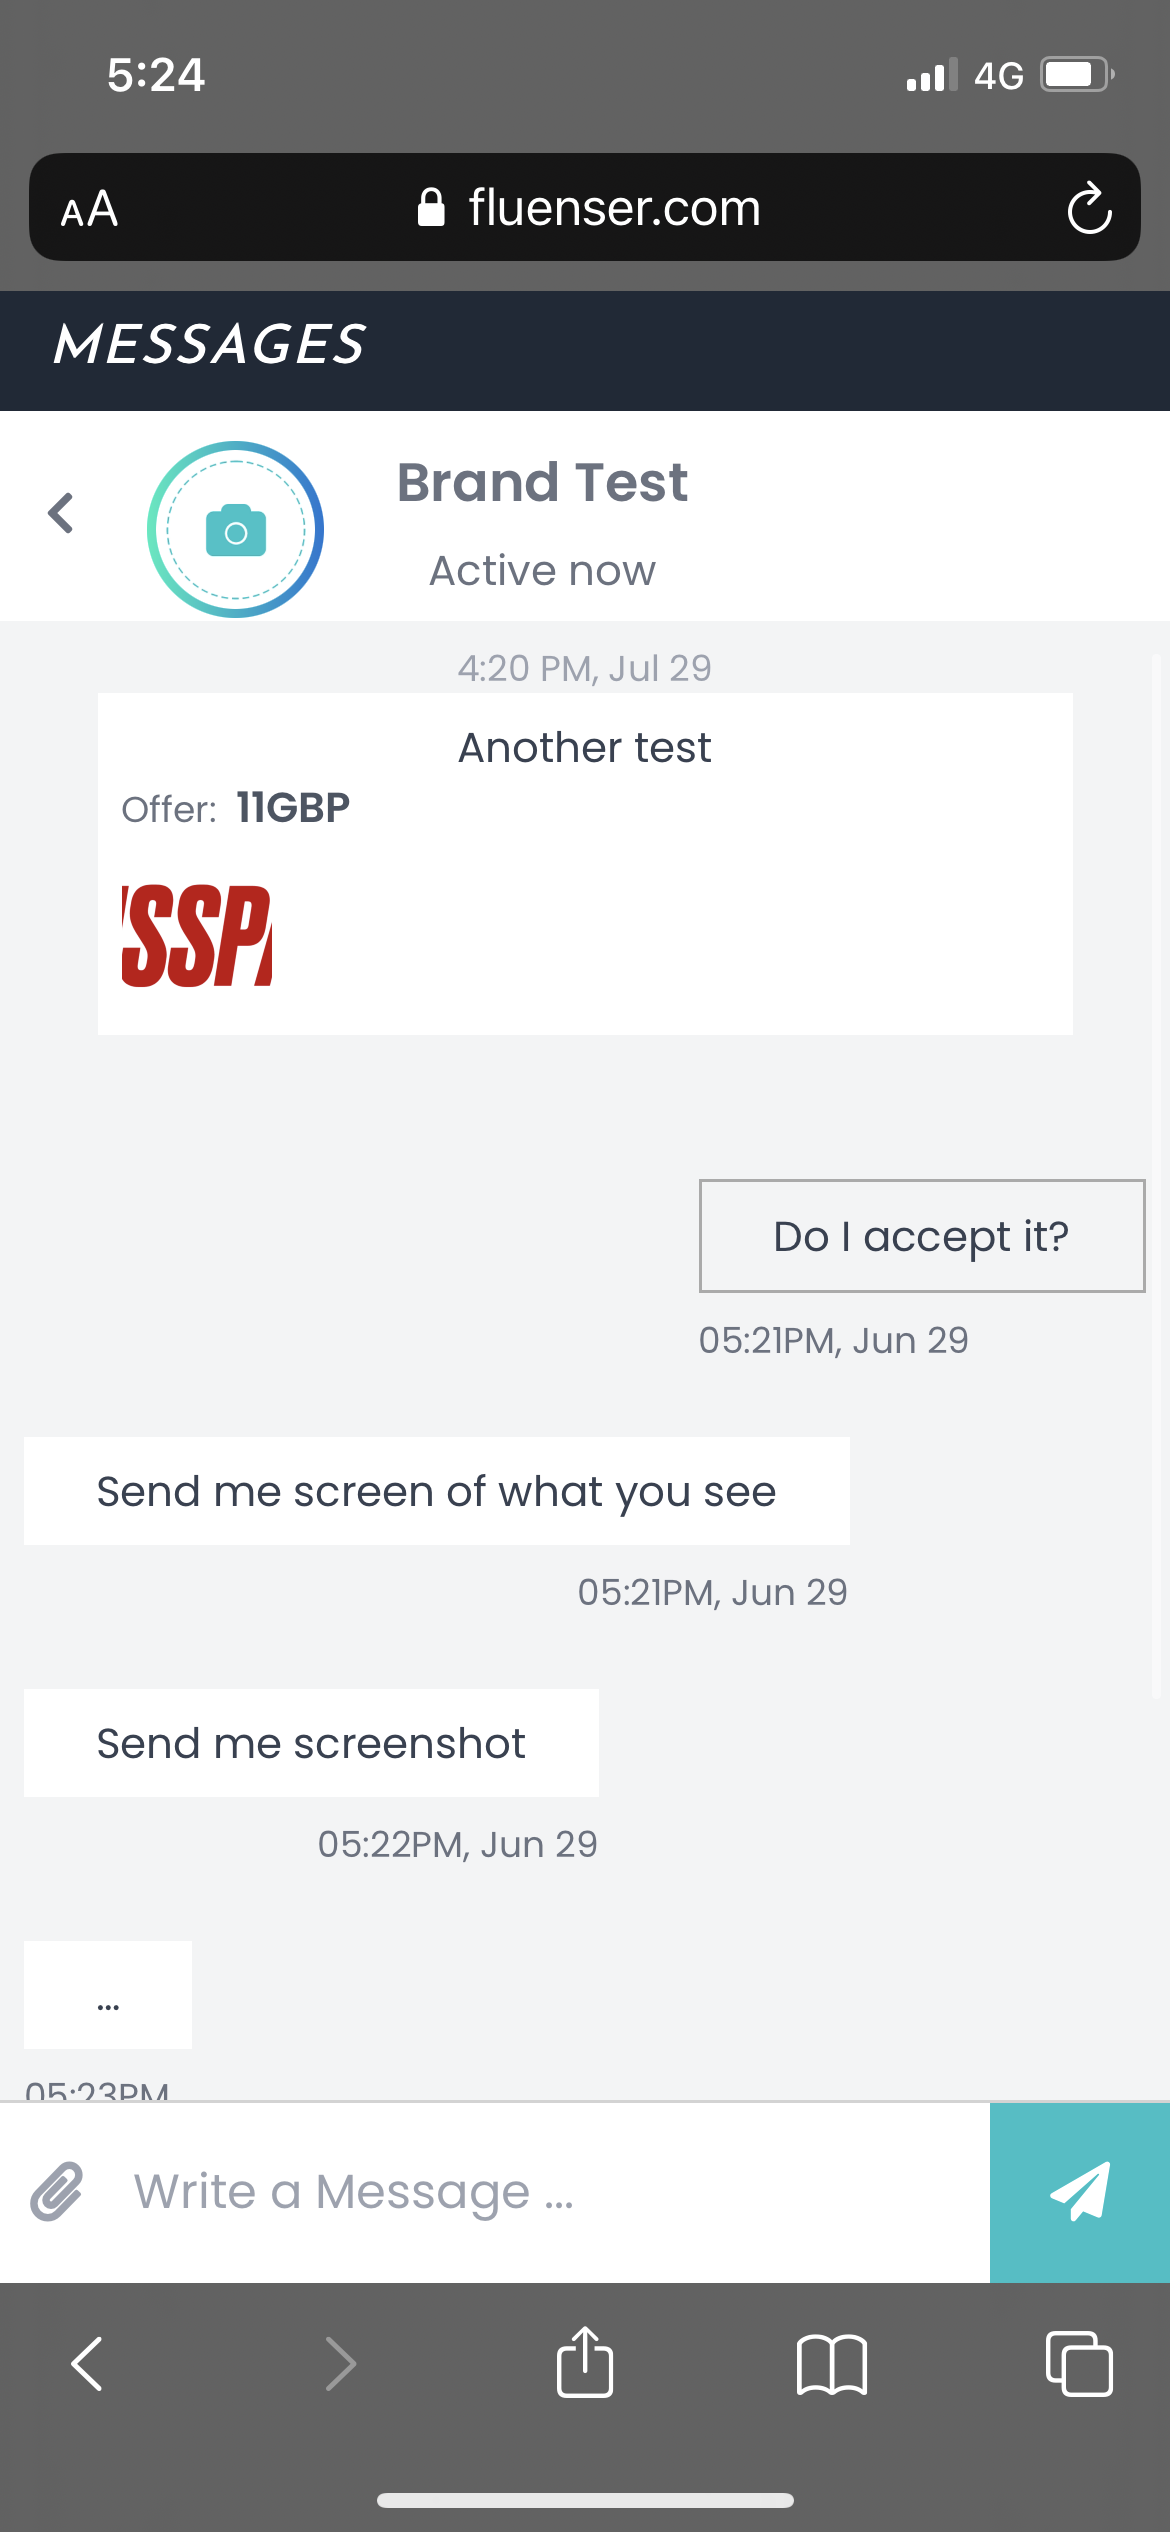 5:24
4G
AA
fluenser.com
MESSAGES
Brand Test
Active now
4:20 PM, Jul 29
Another test
Offer: 11GBP
SSP
Do I accept it?
05:21PM, Jun 29
Send me screen of what you see
05:21PM, Jun 29
Send me screenshot
05:22PM, Jun 29
...
05:23PM
Write a Message ...